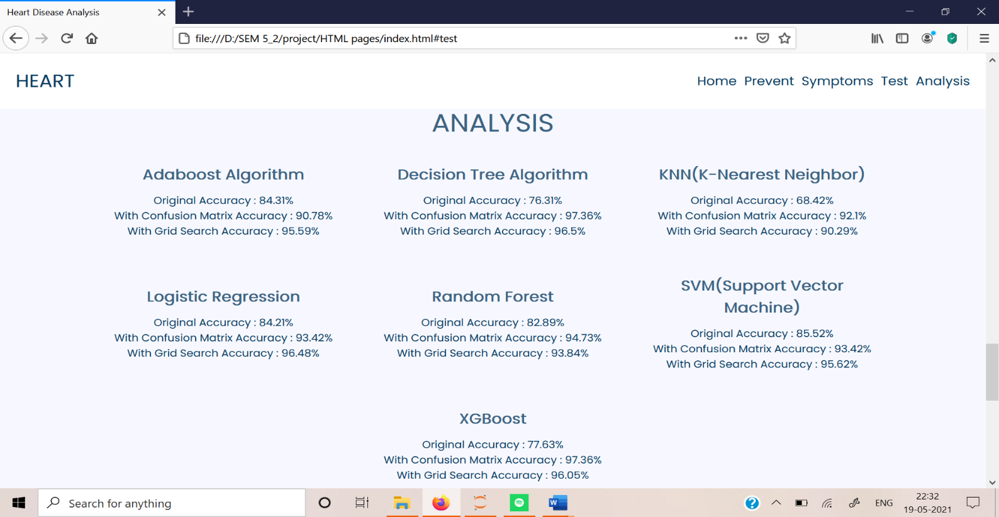 Heart Disease Analysis
file:///D:/SEM 5_2/project/HTML pages/index.html#test
HEART
Home Prevent Symptoms Test Analysis
ANALYSIS
Adaboost Algorithm
Original Accuracy : 84.31%
With Confusion Matrix Accuracy : 90.78%
With Grid Search Accuracy : 95.59%
Decision Tree Algorithm
Original Accuracy : 76.31%
With Confusion Matrix Accuracy : 97.36%
With Grid Search Accuracy : 96.5%
KNN(K-Nearest Neighbor)
Original Accuracy : 68.42%
With Confusion Matrix Accuracy : 92.1%
With Grid Search Accuracy : 90.29%
Logistic Regression
Original Accuracy : 84.21%
With Confusion Matrix Accuracy : 93.42%
With Grid Search Accuracy : 96.48%
Random Forest
Original Accuracy : 82.89%
With Confusion Matrix Accuracy : 94.73%
With Grid Search Accuracy : 93.84%
SVM(Support Vector
Machine)
Original Accuracy : 85.52%
With Confusion Matrix Accuracy : 93.42%
With Grid Search Accuracy : 95.62%
XGBoost
Original Accuracy : 77.63%
With Confusion Matrix Accuracy : 97.36%
With Grid Search Accuracy : 96.05%
Search for anything
W
ENG
22:32
19-05-2021